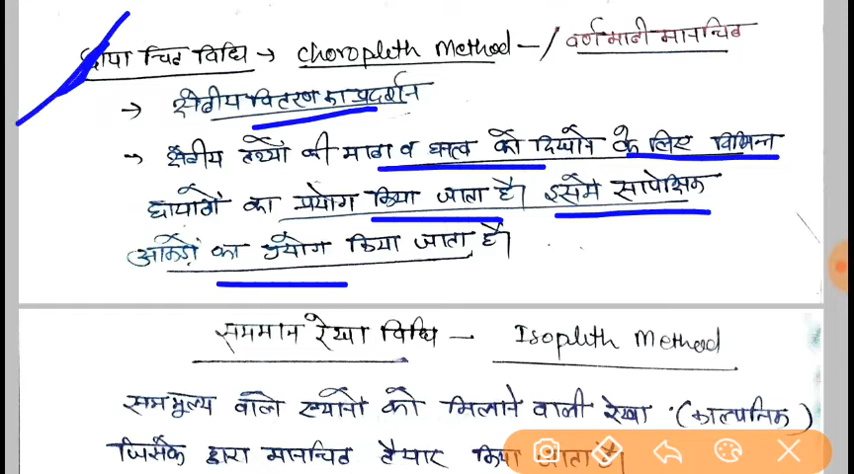 छाया चित्र विधि → Choropleth Method – / वर्णमात्री मानचित्र
→ क्षेत्रीय वितरण का प्रदर्शन
→ क्षेत्रीय तथ्यों की मात्रा व घनत्व को दिखाने के लिए विभिन्न
छायाओं का प्रयोग किया जाता है। इसमें सापेक्षिक
आंकड़ों का प्रयोग किया जाता है।
सममान रेखा विधि – Isopleth Method
सममूल्य वाले स्थानों को मिलाने वाली रेखा (काल्पनिक)
जिसके द्वारा मानचित्र तैयार किया जाता है।